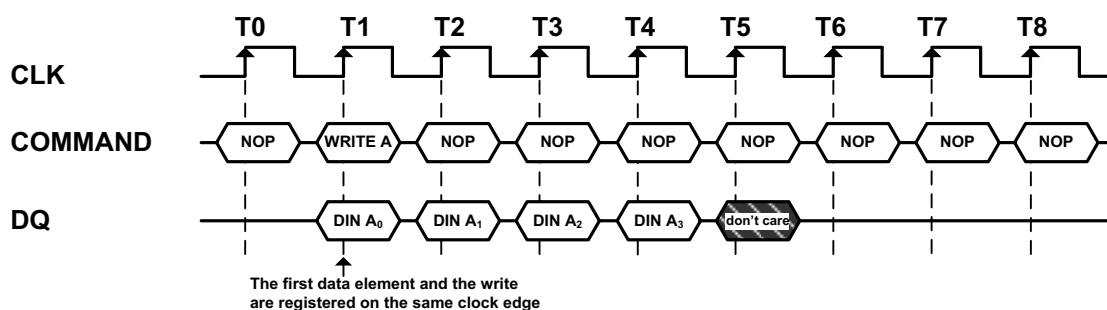 T0 T1 T2 T3 T4 T5 T6 T7 T8
CLK
COMMAND NOP WRITE A NOP NOP NOP NOP NOP NOP NOP
DQ DIN A0 DIN A1 DIN A2 DIN A3 don't care
The first data element and the write
are registered on the same clock edge